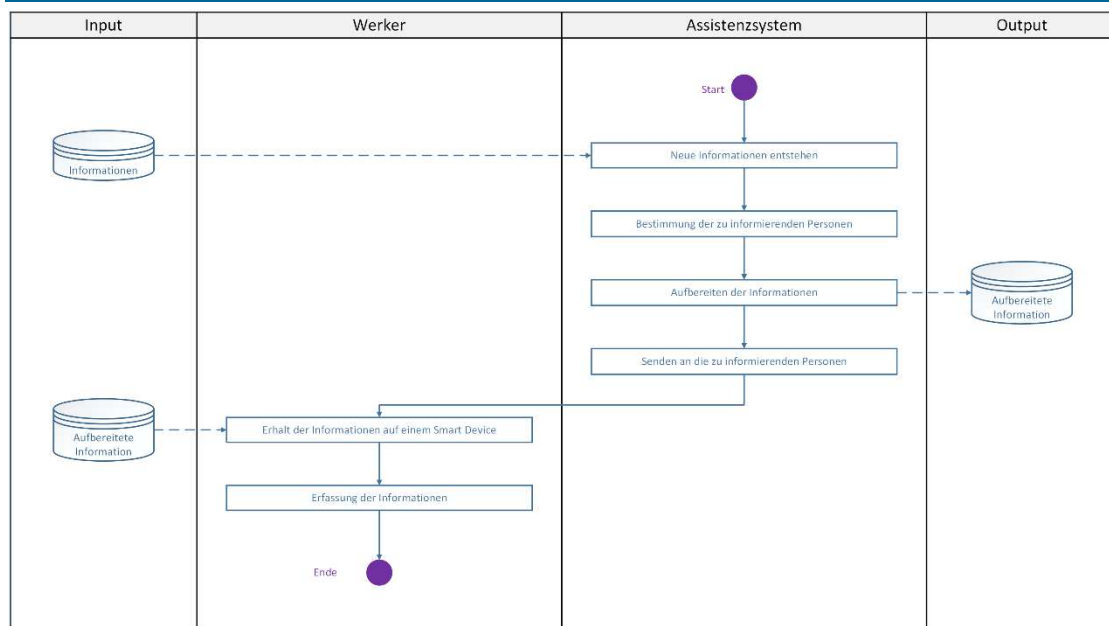 Input
Werker
Assistenzsystem
Output
Start
Informationen
Neue Informationen entstehen
Bestimmung der zu informierenden Personen
Aufbereiten der Informationen
Aufbereitete
Information
Senden an die zu informierenden Personen
Aufbereitete
Information
Erhalt der Informationen auf einem Smart Device
Erfassung der Informationen
Ende